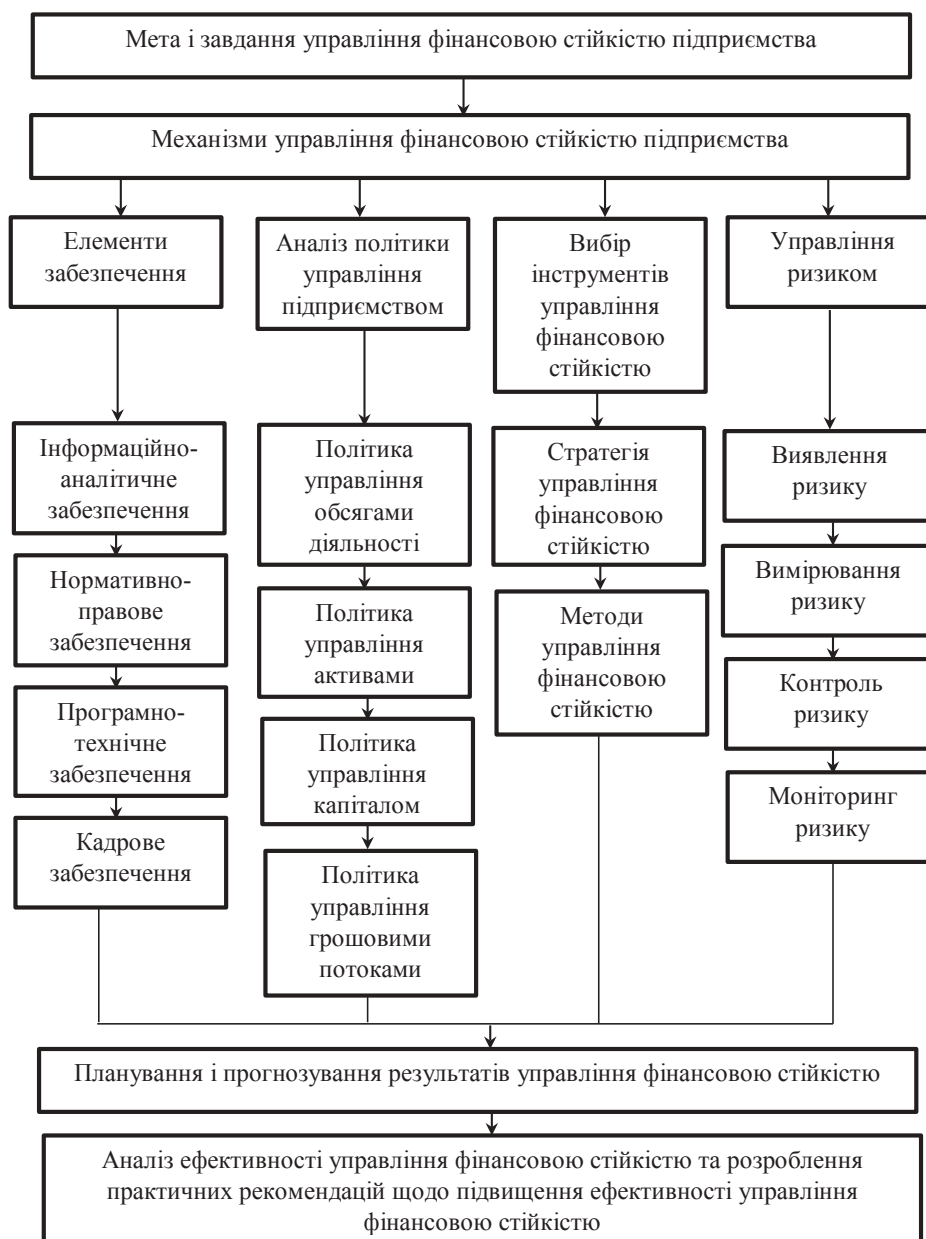 Мета і завдання управління фінансовою стійкістю підприємства
Механізми управління фінансовою стійкістю підприємства
Елементи
забезпечення
Інформаційно-
аналітичне
забезпечення
Нормативно-
правове
забезпечення
Програмно-
технічне
забезпечення
Кадрове
забезпечення
Аналіз політики
управління
підприємством
Політика
управління
обсягами
діяльності
Політика
управління
активами
Політика
управління
капіталом
Політика
управління
грошовими
потоками
Вибір
інструментів
управління
фінансовою
стійкістю
Стратегія
управління
фінансовою
стійкістю
Методи
управління
фінансовою
стійкістю
Управління
ризиком
Виявлення
ризику
Вимірювання
ризику
Контроль
ризику
Моніторинг
ризику
Планування і прогнозування результатів управління фінансовою стійкістю
Аналіз ефективності управління фінансовою стійкістю та розроблення
практичних рекомендацій щодо підвищення ефективності управління
фінансовою стійкістю